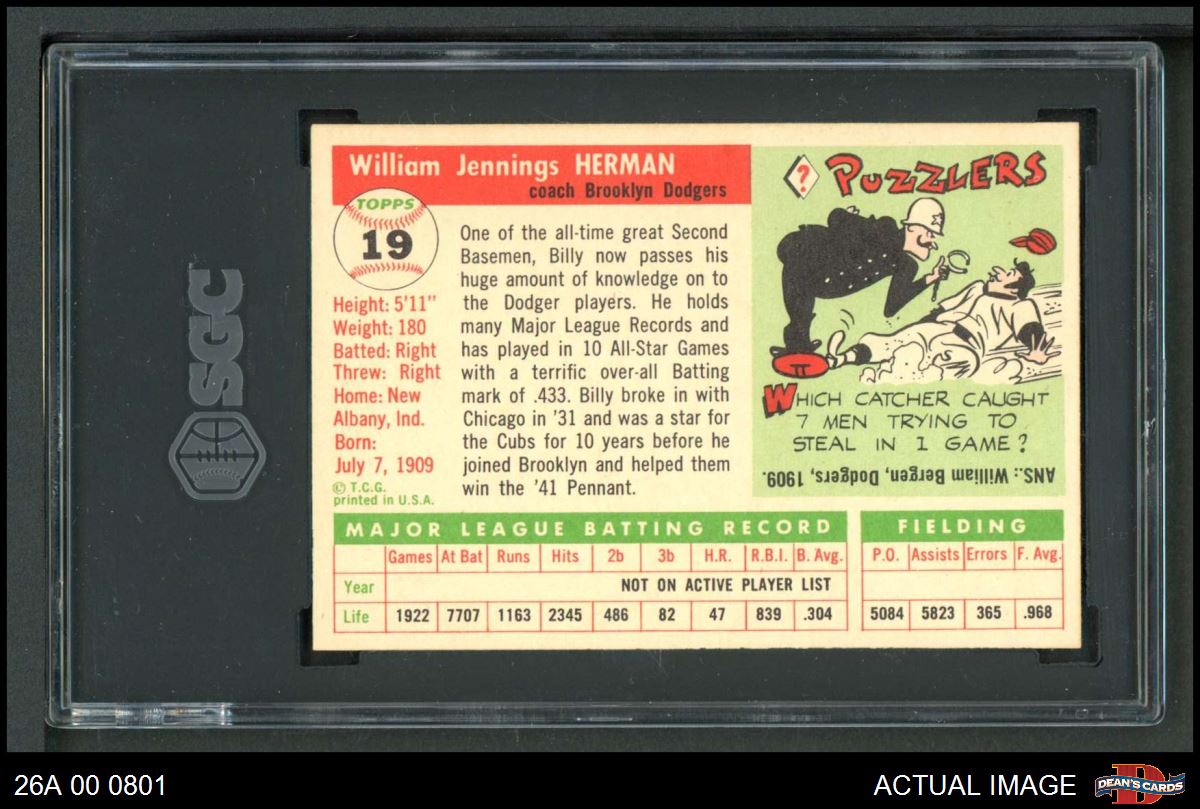 SGC
William Jennings HERMAN
coach Brooklyn Dodgers
TOPPS
19
Height: 5'11"
Weight: 180
Batted: Right
Threw: Right
Home: New
Albany, Ind.
Born:
July 7, 1909
© T.C.G.
printed in U.S.A.
One of the all-time great Second
Basemen, Billy now passes his
huge amount of knowledge on to
the Dodger players. He holds
many Major League Records and
has played in 10 All-Star Games
with a terrific over-all Batting
mark of .433. Billy broke in with
Chicago in '31 and was a star for
the Cubs for 10 years before he
joined Brooklyn and helped them
win the '41 Pennant.
? PUZZLERS
WHICH CATCHER CAUGHT
7 MEN TRYING TO
STEAL IN 1 GAME?
ANS.: William Bergen, Dodgers, 1909.
MAJOR LEAGUE BATTING RECORD
Games At Bat Runs Hits 2b 3b H.R. R.B.I. B. Avg.
Year NOT ON ACTIVE PLAYER LIST
Life 1922 7707 1163 2345 486 82 47 839 .304
FIELDING
P.O. Assists Errors F. Avg.
5084 5823 365 .968
26A 00 0801
ACTUAL IMAGE
DEAN'S CARDS